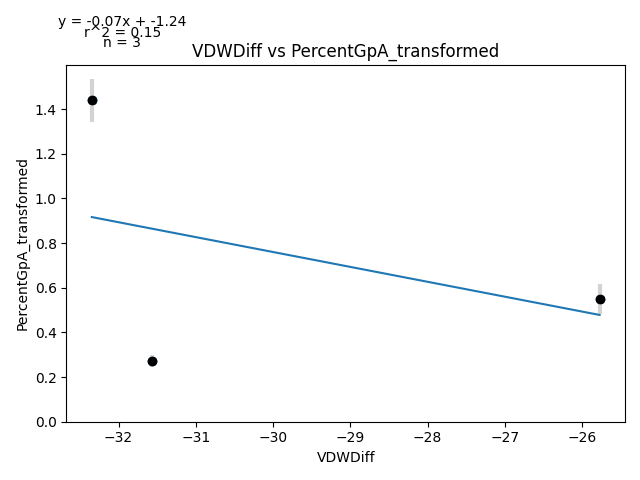 y = -0.07x + -1.24
r^2 = 0.15
n = 3
VDWDiff vs PercentGpA_transformed
PercentGpA_transformed
1.4
1.2
1.0
0.8
0.6
0.4
0.2
0.0
−32
−31
−30
−29
−28
−27
−26
VDWDiff